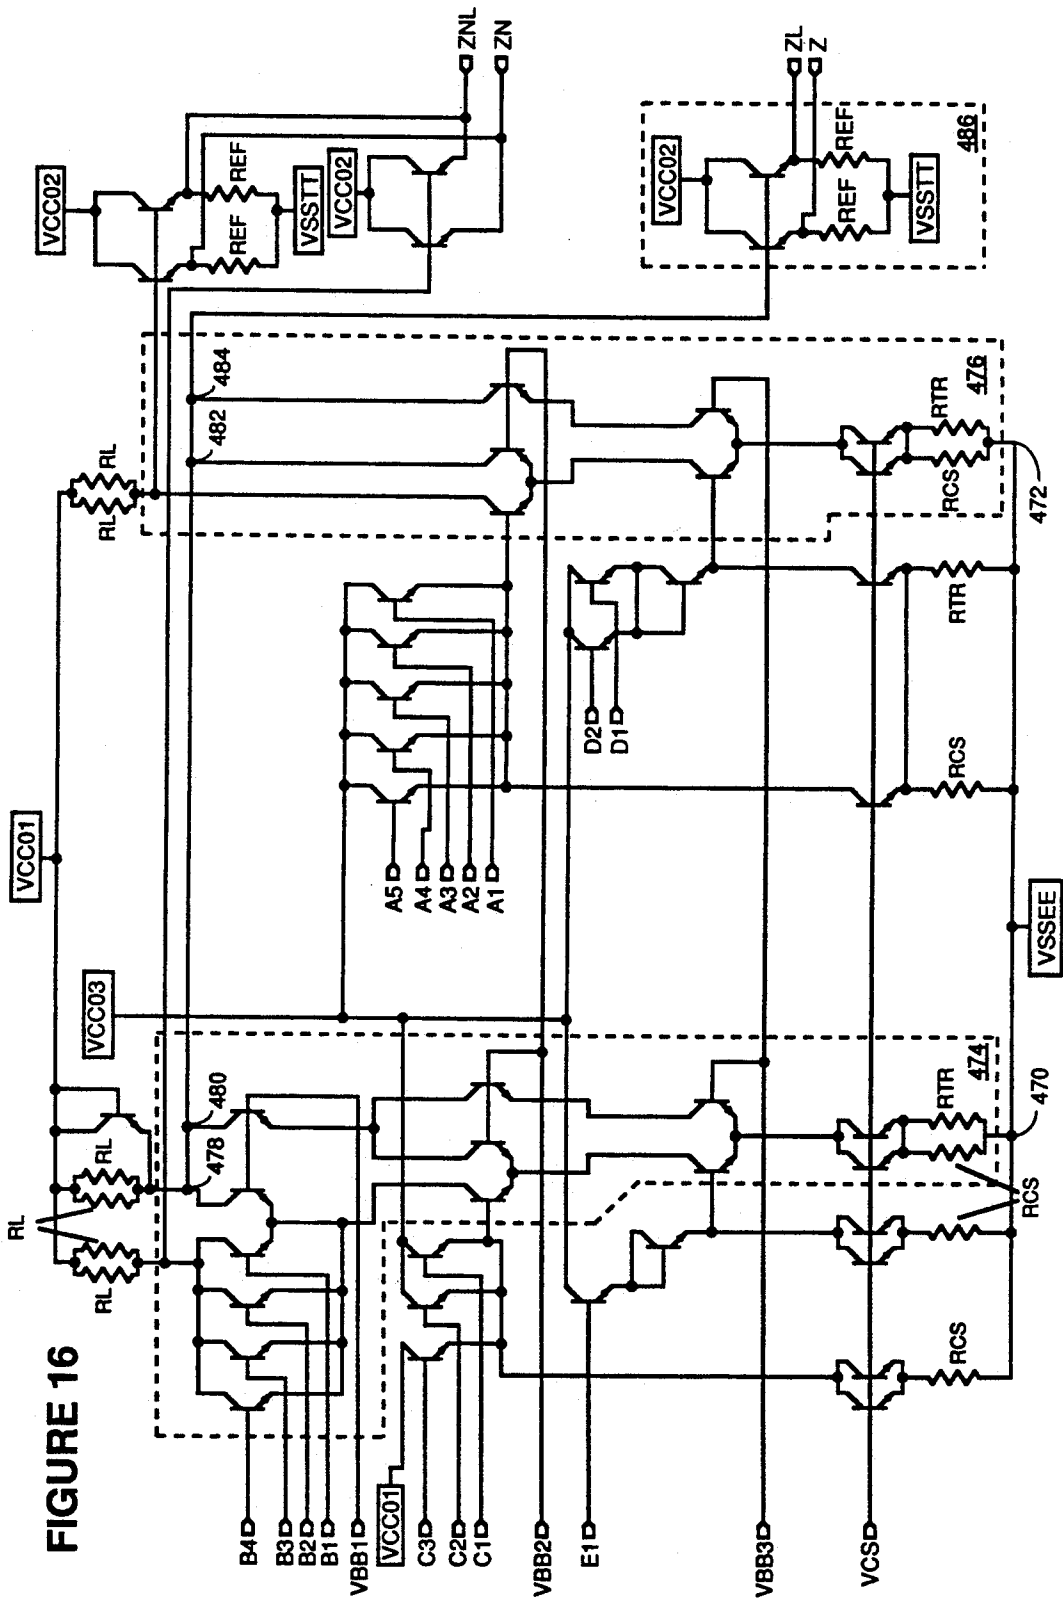 FIGURE 16
VCC01
VCC03
VCC02
VSSTT
VCC02
REF
REF
ZNL
ZN
VCC02
REF
REF
VSSTT
486
ZL
Z
RL
RL
RL
RL
RL
RL
RL
478
480
482
484
B4
B3
B2
B1
VBB1
VCC01
C3
C2
C1
VBB2
E1
VBB3
VCS
A5
A4
A3
A2
A1
D2
D1
RCS
RCS
RTR
474
470
RCS
RTR
RCS
RTR
476
472
VSSEE